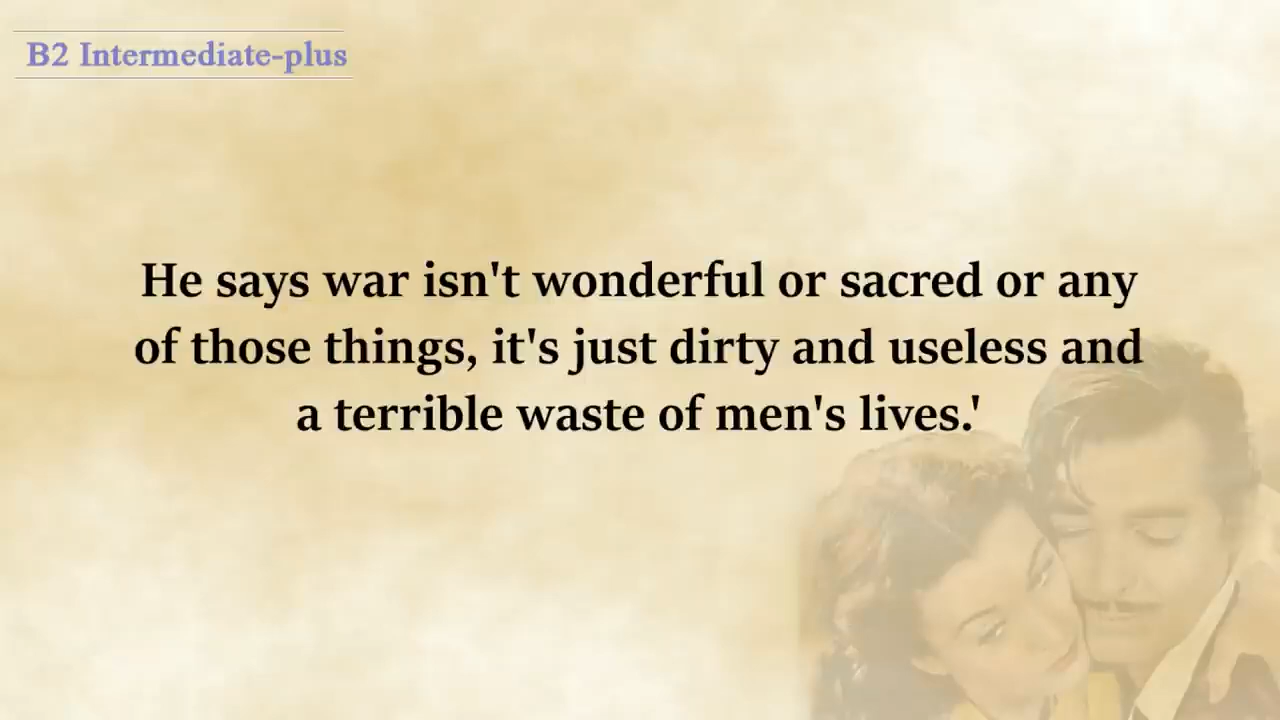 B2 Intermediate-plus
He says war isn't wonderful or sacred or any
of those things, it's just dirty and useless and
a terrible waste of men's lives.'